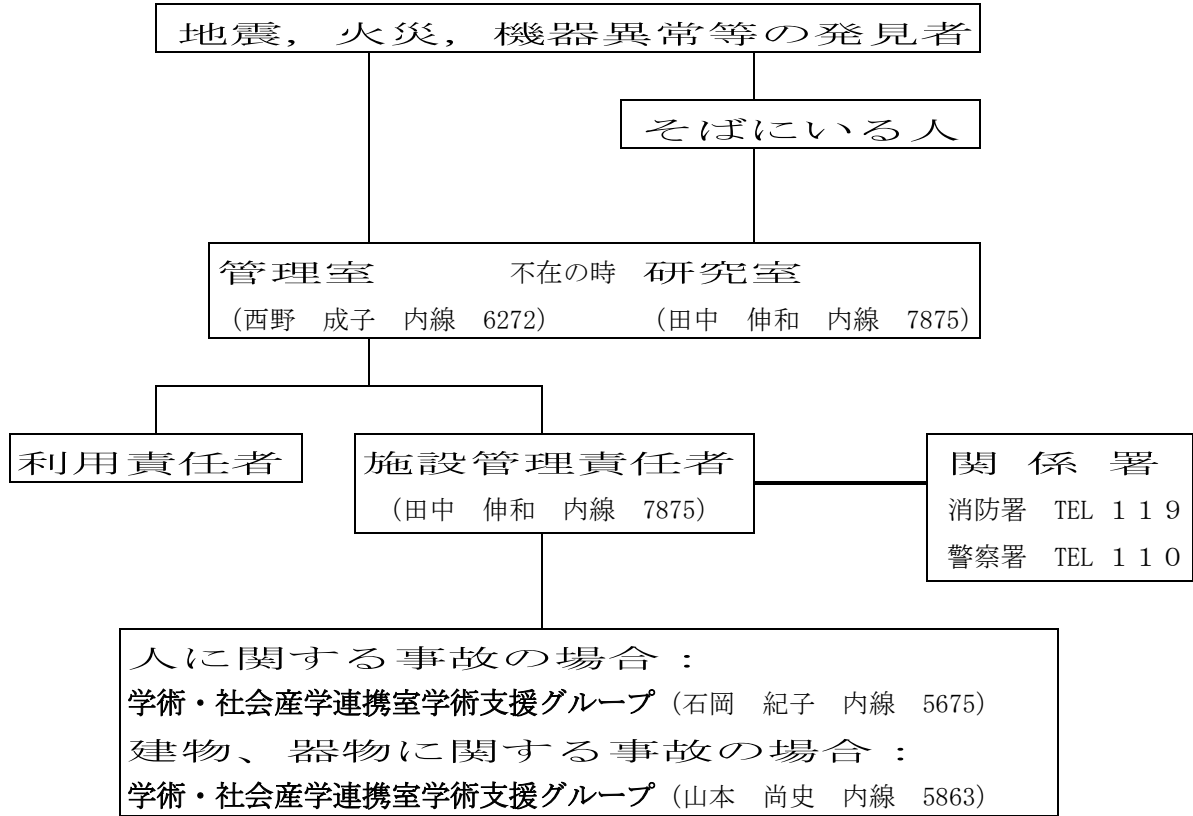 地震，火災，機器異常等の発見者
そばにいる人
管理室　不在の時　研究室
（西野　成子　内線　6272）　（田中　伸和　内線　7875）
利用責任者
施設管理責任者
（田中　伸和　内線　7875）
関　係　署
消防署　TEL １１９
警察署　TEL １１０
人に関する事故の場合：
学術・社会産学連携室学術支援グループ（石岡　紀子　内線　5675）
建物、器物に関する事故の場合：
学術・社会産学連携室学術支援グループ（山本　尚史　内線　5863）